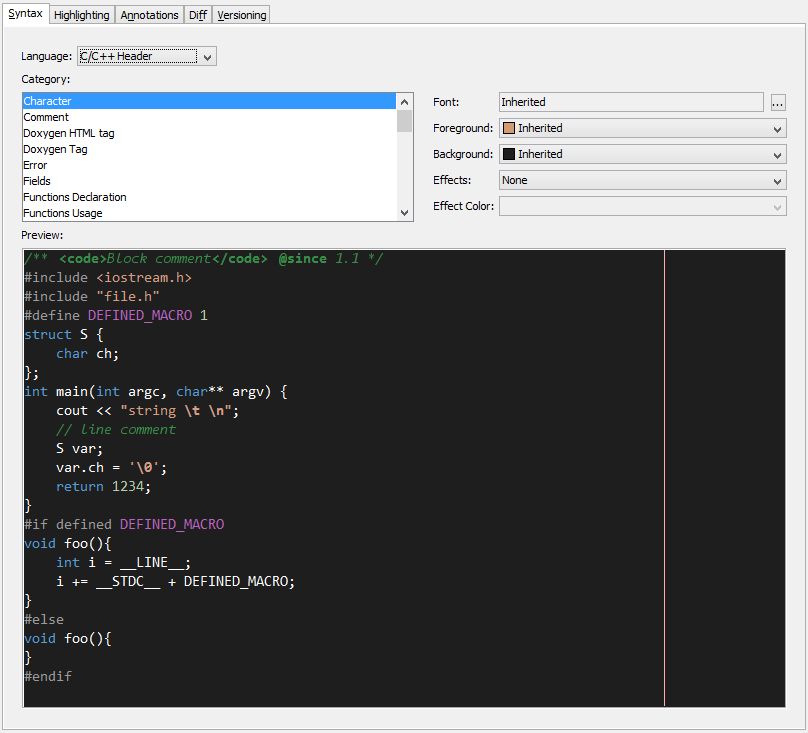 Syntax Highlighting Annotations Diff Versioning
Language: C/C++ Header
Category:
Character
Comment
Doxygen HTML tag
Doxygen Tag
Error
Fields
Functions Declaration
Functions Usage
Font: Inherited ...
Foreground: Inherited
Background: Inherited
Effects: None
Effect Color:
Preview:
/** <code>Block comment</code> @since 1.1 */
#include <iostream.h>
#include "file.h"
#define DEFINED_MACRO 1
struct S {
    char ch;
};
int main(int argc, char** argv) {
    cout << "string \t \n";
    // line comment
    S var;
    var.ch = '\0';
    return 1234;
}
#if defined DEFINED_MACRO
void foo(){
    int i = __LINE__;
    i += __STDC__ + DEFINED_MACRO;
}
#else
void foo(){
}
#endif